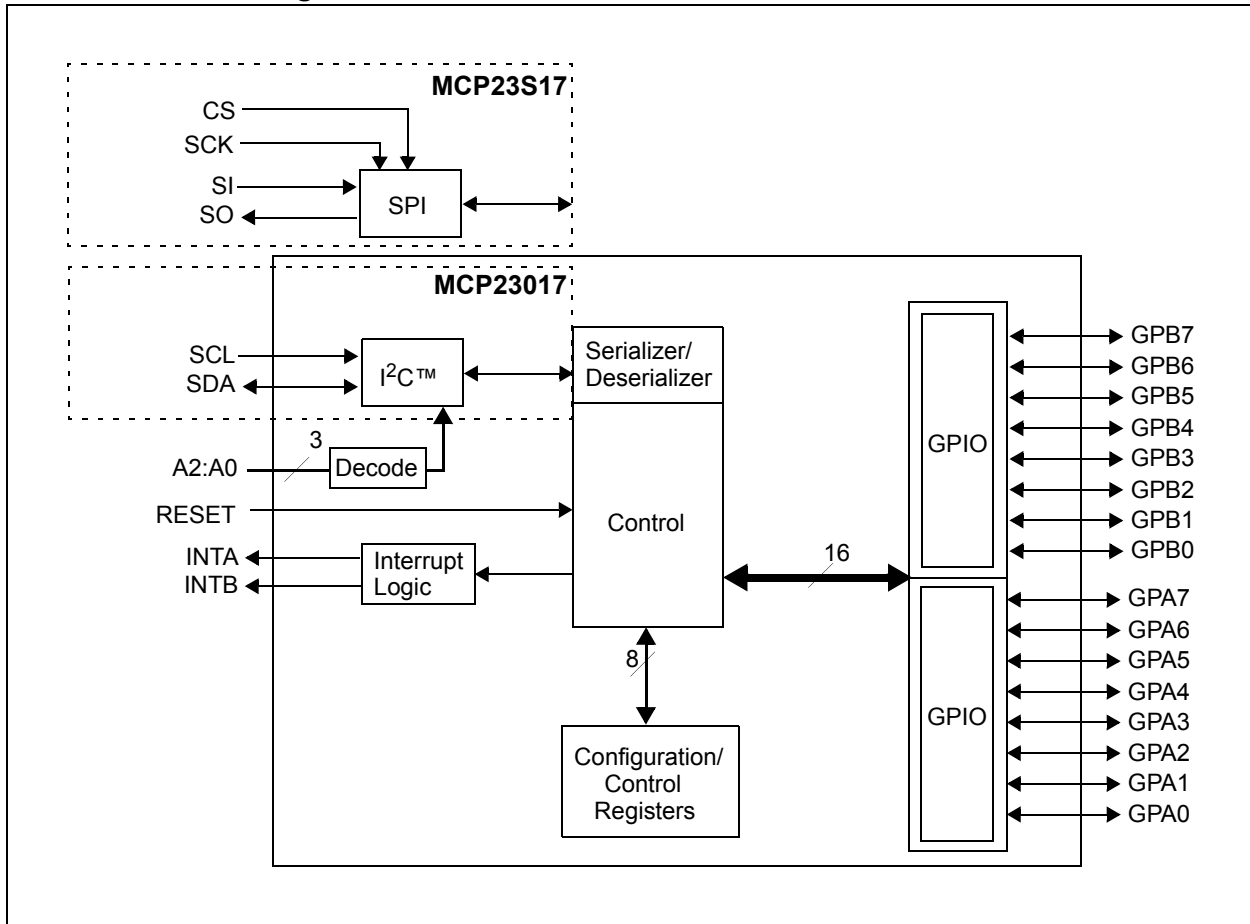 MCP23S17
CS
SCK
SI
SO
SPI
MCP23017
SCL
SDA
I²C™
Serializer/
Deserializer
3
A2:A0
Decode
RESET
Control
INTA
INTB
Interrupt
Logic
16
8
Configuration/
Control
Registers
GPIO
GPB7
GPB6
GPB5
GPB4
GPB3
GPB2
GPB1
GPB0
GPIO
GPA7
GPA6
GPA5
GPA4
GPA3
GPA2
GPA1
GPA0